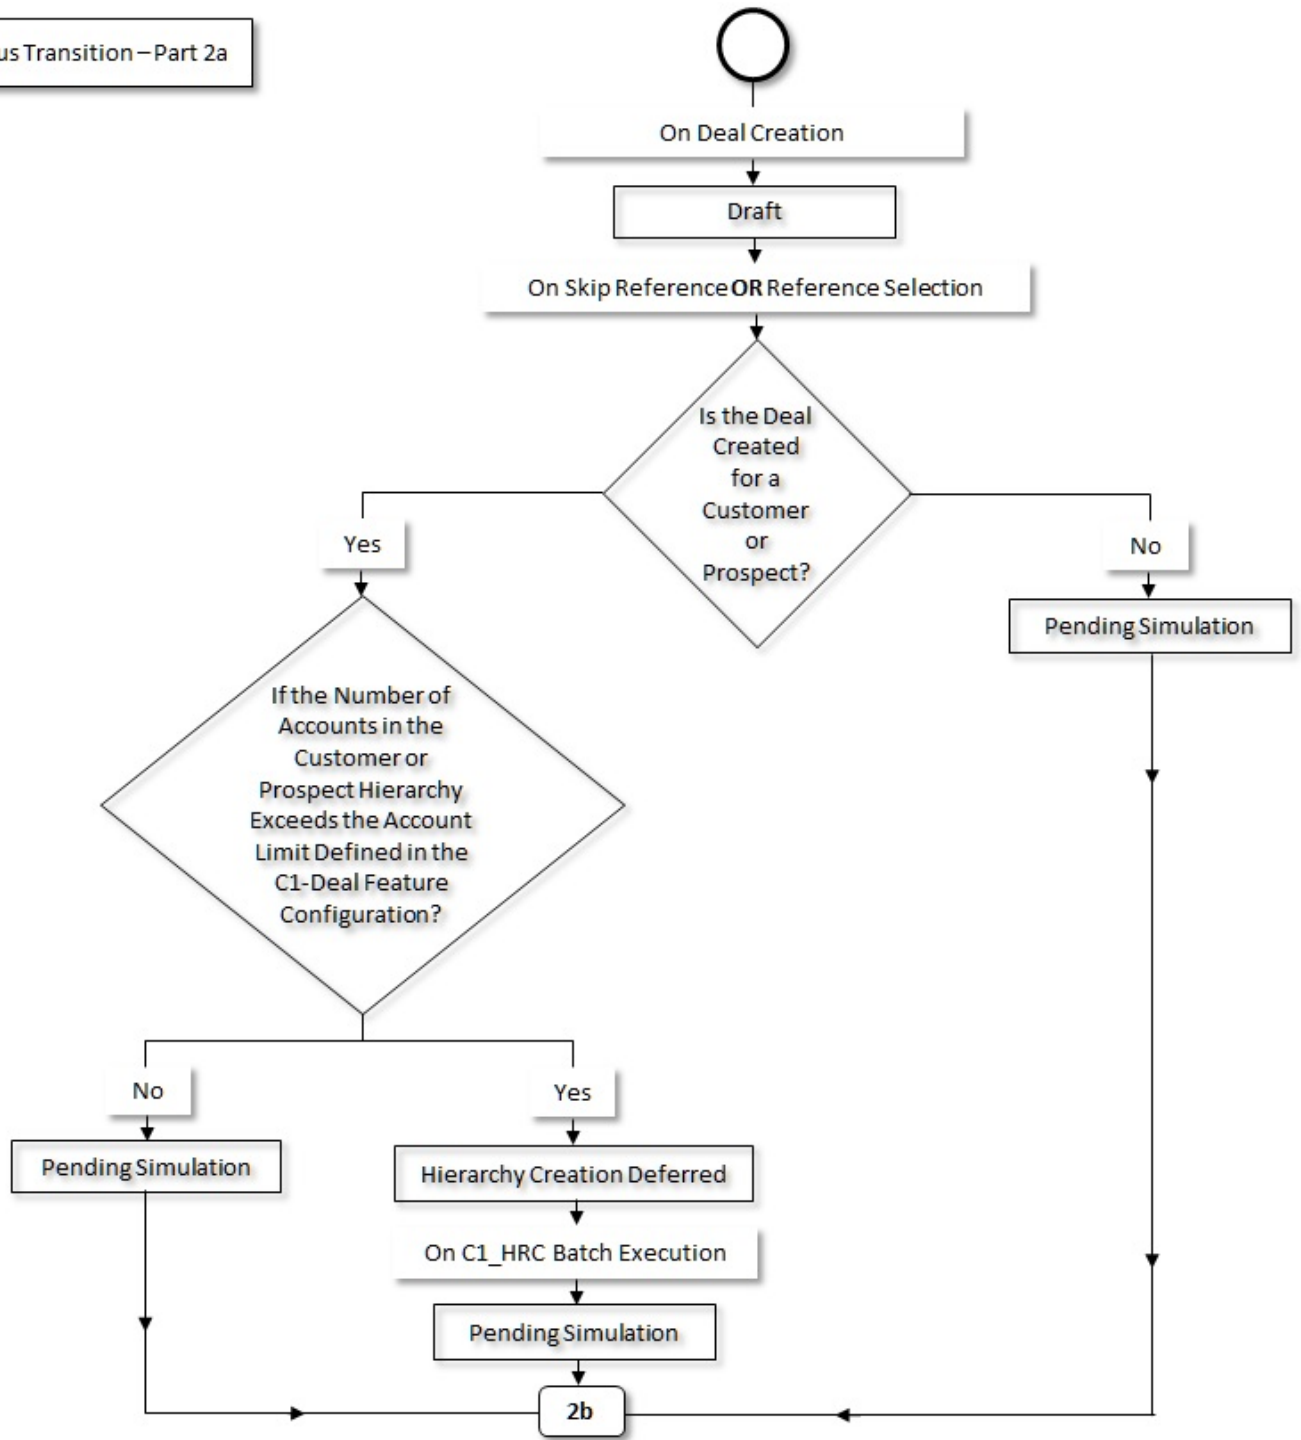 us Transition – Part 2a
On Deal Creation
Draft
On Skip Reference OR Reference Selection
Is the Deal
Created
for a
Customer
or
Prospect?
Yes
No
Pending Simulation
If the Number of
Accounts in the
Customer or
Prospect Hierarchy
Exceeds the Account
Limit Defined in the
C1-Deal Feature
Configuration?
No
Yes
Pending Simulation
Hierarchy Creation Deferred
On C1_HRC Batch Execution
Pending Simulation
2b